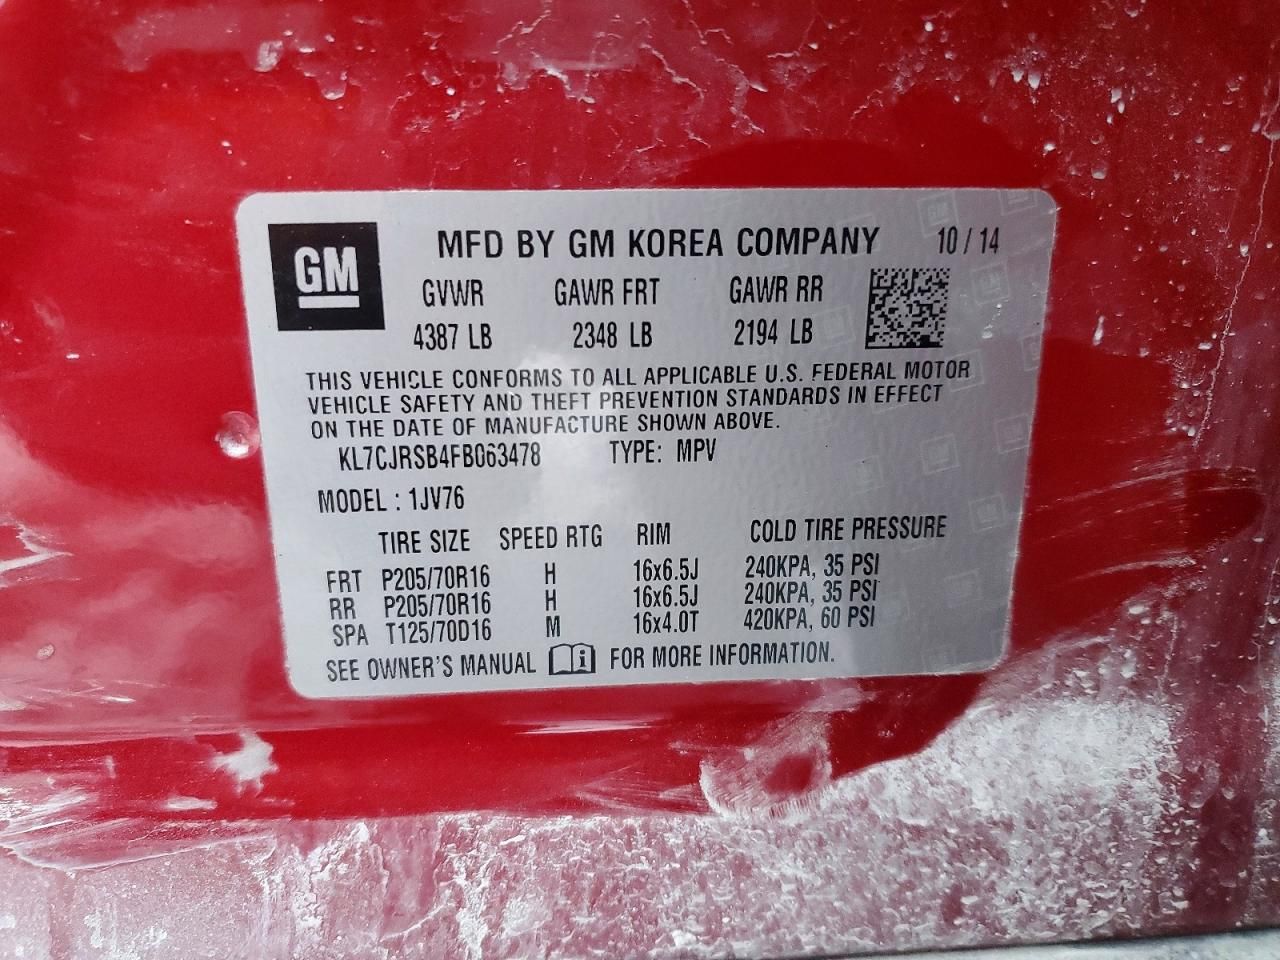 GM
MFD BY GM KOREA COMPANY 10 / 14
GVWR GAWR FRT GAWR RR
4387 LB 2348 LB 2194 LB
THIS VEHICLE CONFORMS TO ALL APPLICABLE U.S. FEDERAL MOTOR
VEHICLE SAFETY AND THEFT PREVENTION STANDARDS IN EFFECT
ON THE DATE OF MANUFACTURE SHOWN ABOVE.
KL7CJRSB4FB063478 TYPE: MPV
MODEL : 1JV76
TIRE SIZE SPEED RTG RIM COLD TIRE PRESSURE
FRT P205/70R16 H 16x6.5J 240KPA, 35 PSI
RR P205/70R16 H 16x6.5J 240KPA, 35 PSI
SPA T125/70D16 M 16x4.0T 420KPA, 60 PSI
SEE OWNER'S MANUAL i FOR MORE INFORMATION.